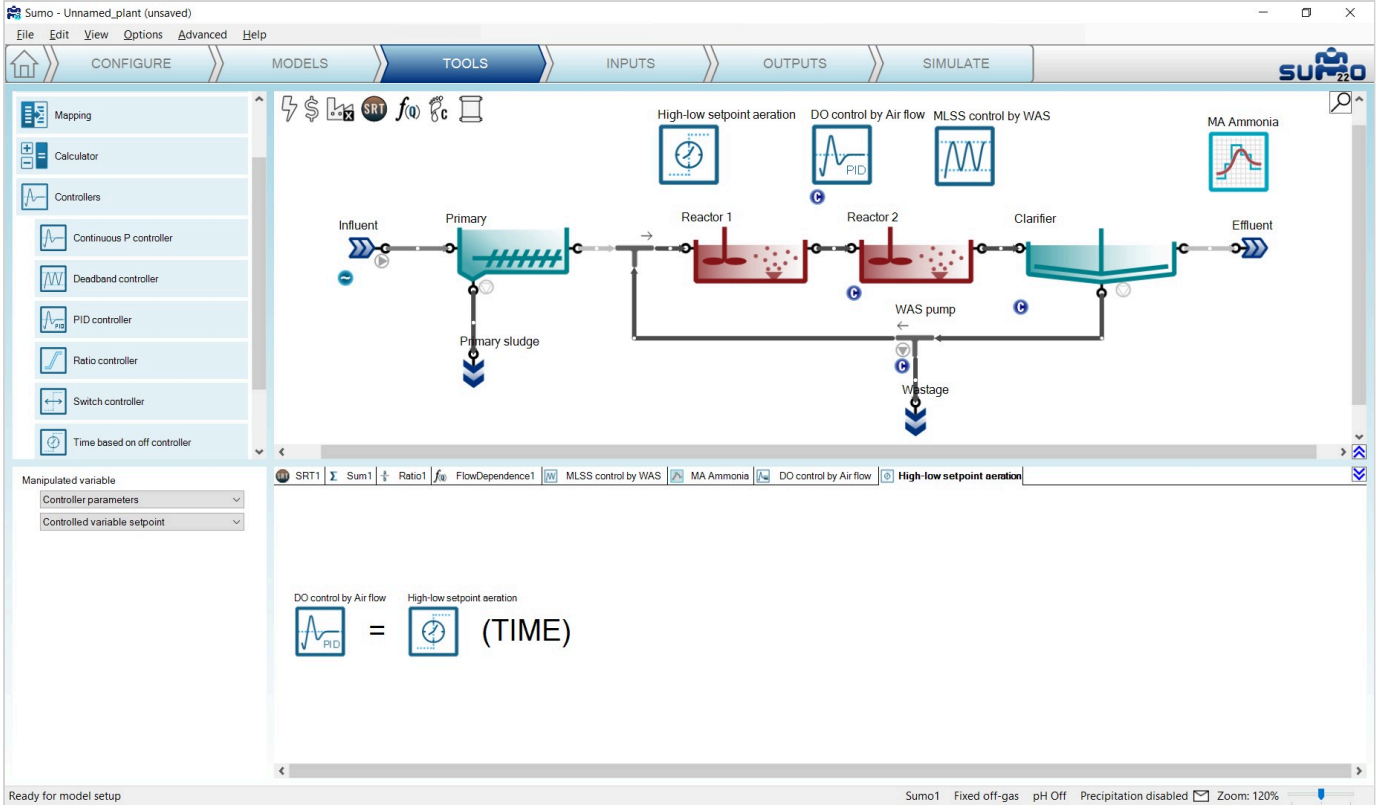 Sumo - Unnamed_plant (unsaved)
File Edit View Options Advanced Help
CONFIGURE MODELS TOOLS INPUTS OUTPUTS SIMULATE
SUMO 22
Mapping
Calculator
Controllers
Continuous P controller
Deadband controller
PID controller
PID
Ratio controller
Switch controller
Time based on off controller
$ SRT f(Q) c
High-low setpoint aeration DO control by Air flow MLSS control by WAS MA Ammonia
PID
C
Influent Primary Reactor 1 Reactor 2 Clarifier Effluent
C C
WAS pump
C
Primary sludge
Wastage
Manipulated variable
Controller parameters
Controlled variable setpoint
SRT1 Σ Sum1 Ratio1 f(Q) FlowDependence1 MLSS control by WAS MA Ammonia DO control by Air flow High-low setpoint aeration
DO control by Air flow High-low setpoint aeration
PID = (TIME)
Ready for model setup Sumo1 Fixed off-gas pH Off Precipitation disabled Zoom: 120%